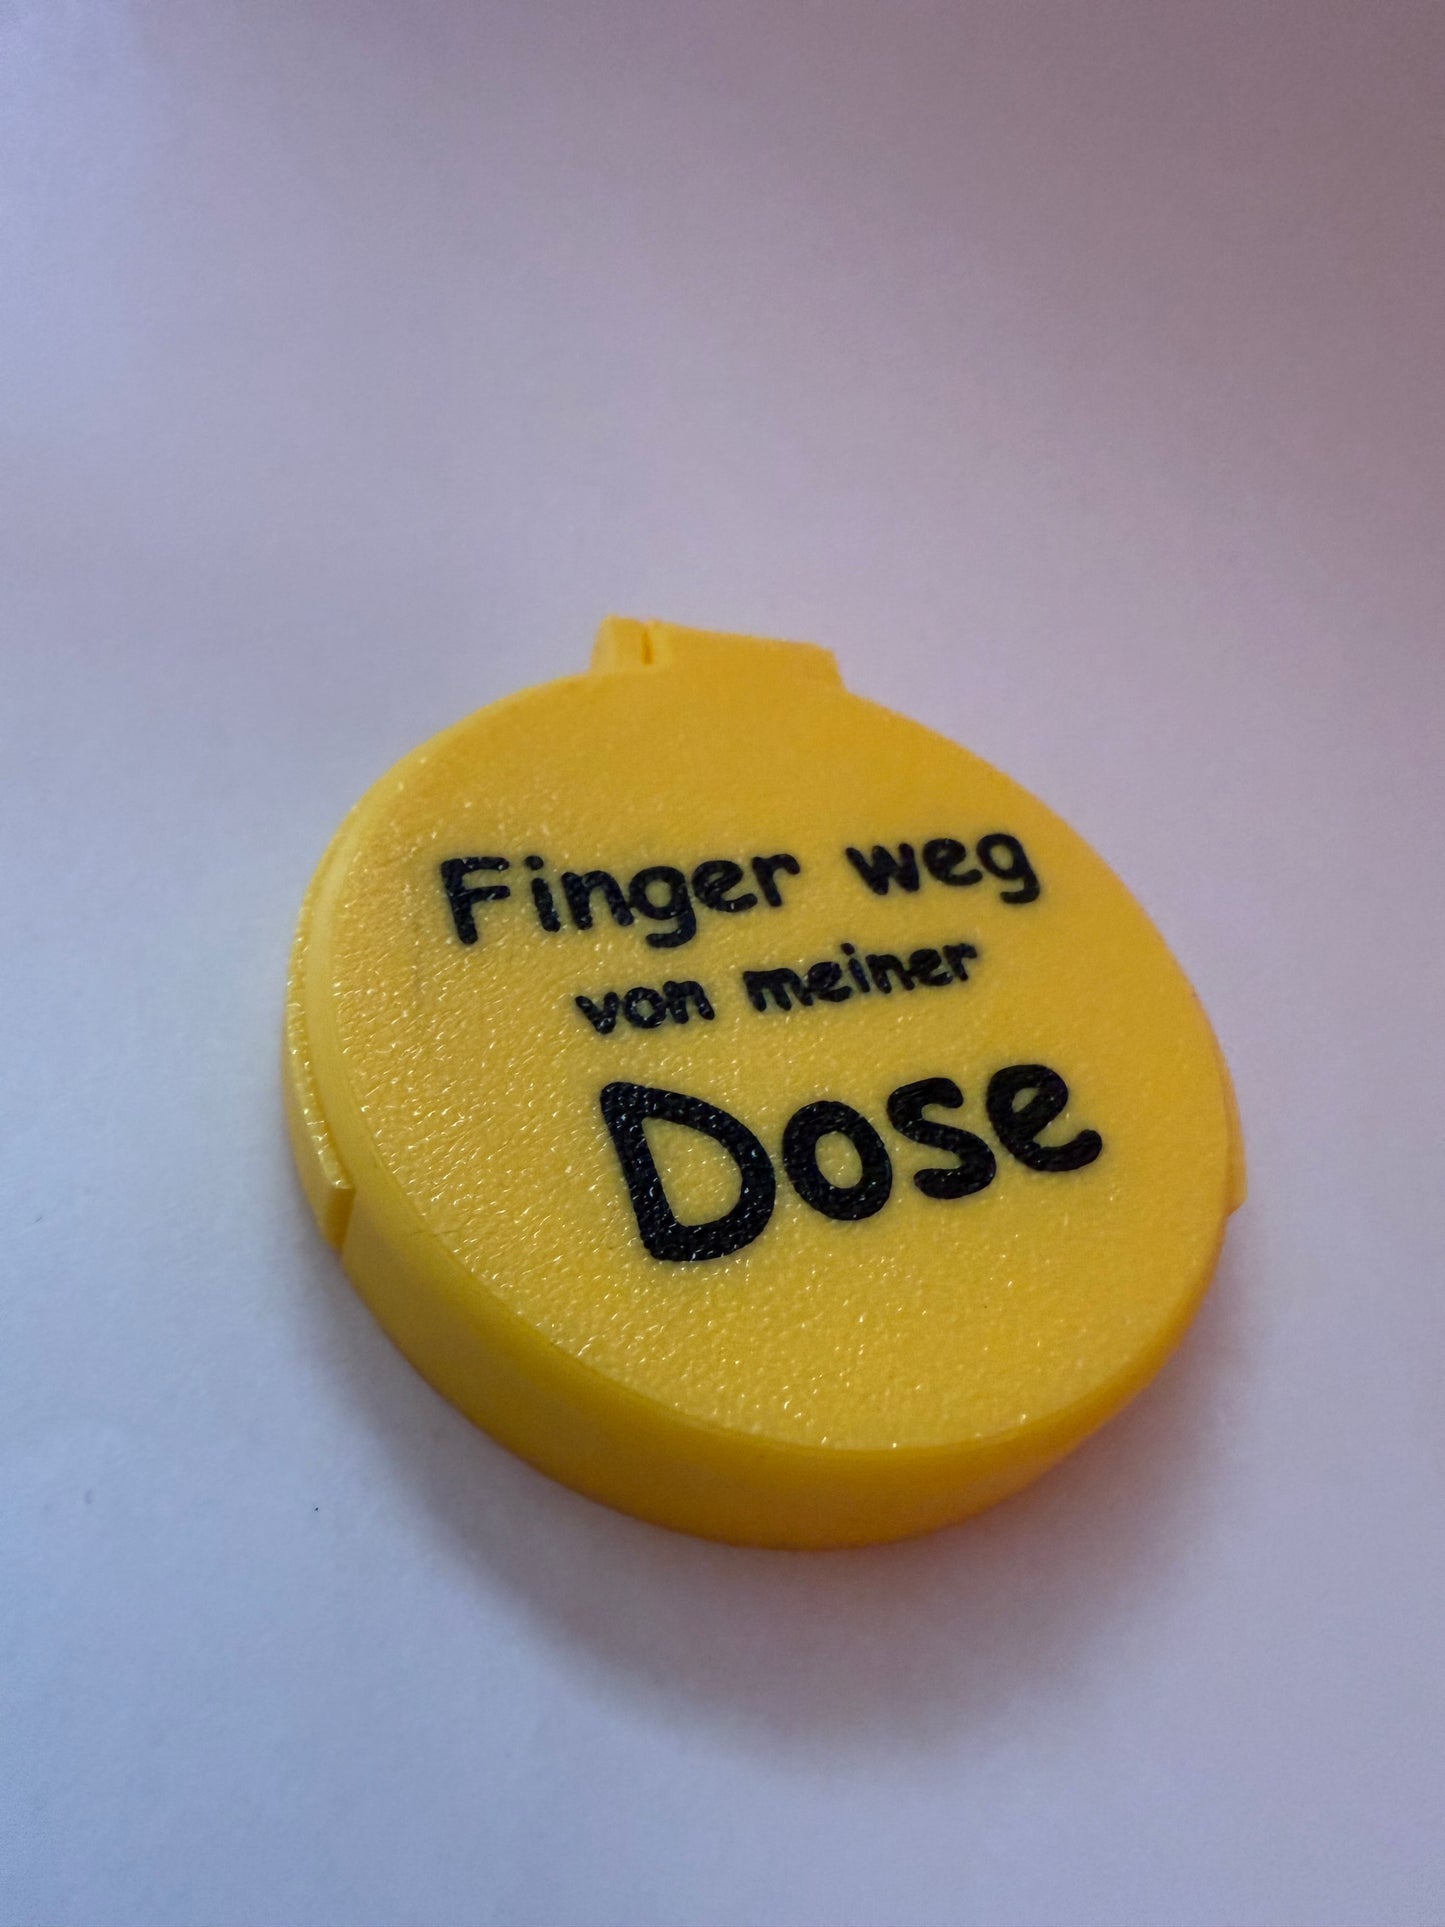 Finger weg
von meiner
Dose